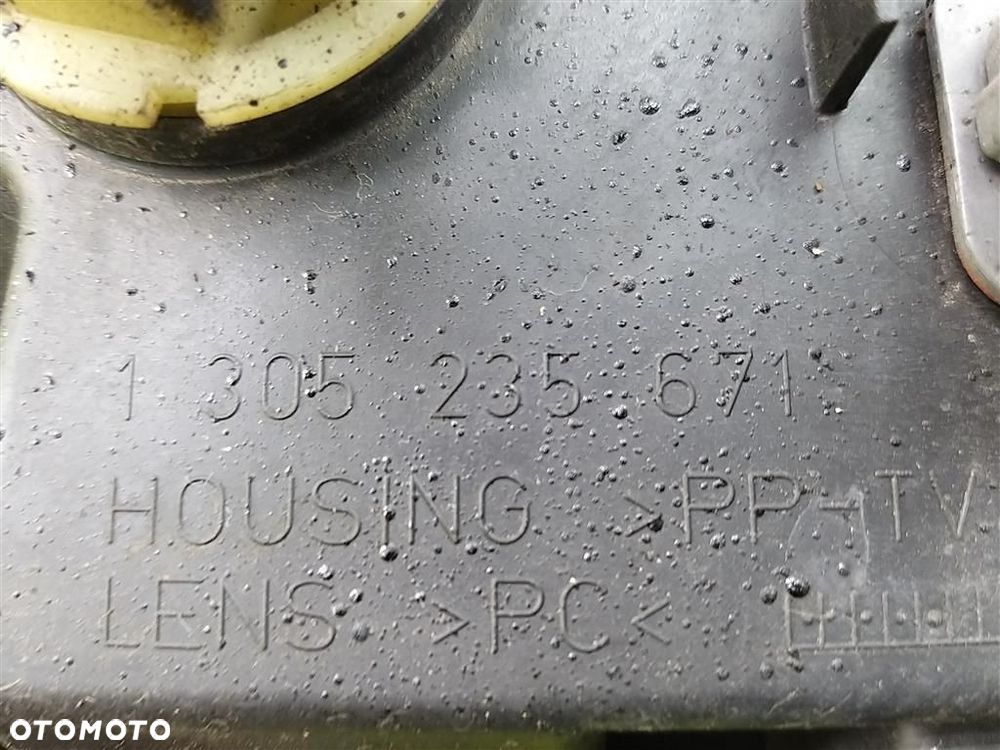 1 305 235 671
HOUSING >PP-TV
LENS >PC<
OTOMOTO